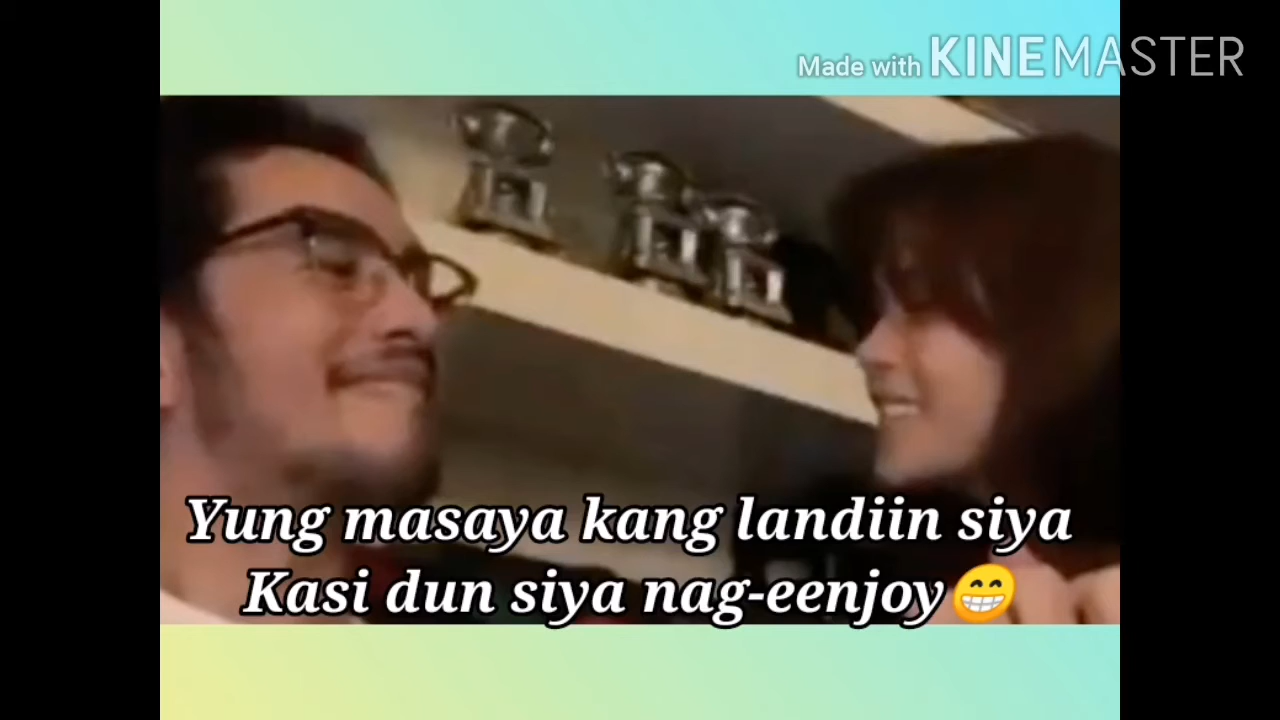 Made with KINEMASTER
Yung masaya kang landiin siya
Kasi dun siya nag-eenjoy😁